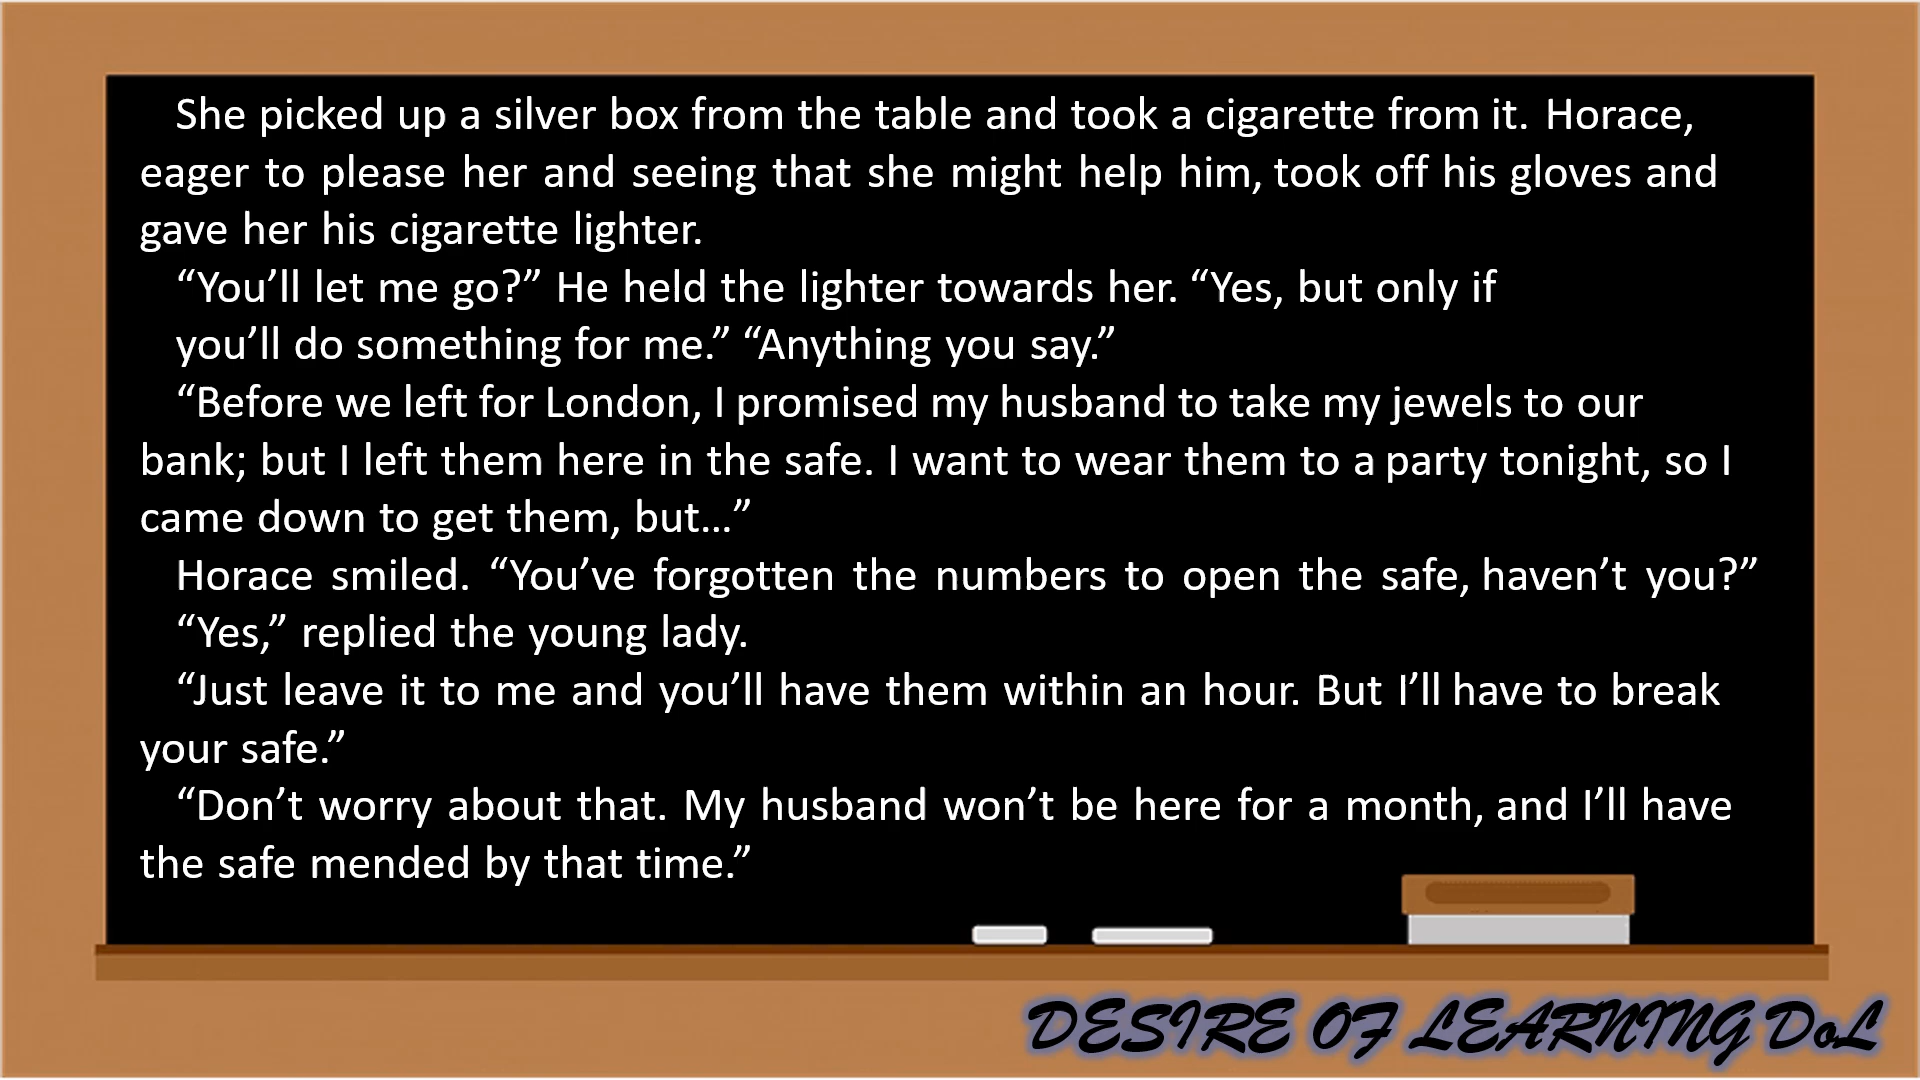 She picked up a silver box from the table and took a cigarette from it. Horace,
eager to please her and seeing that she might help him, took off his gloves and
gave her his cigarette lighter.
“You’ll let me go?” He held the lighter towards her. “Yes, but only if
you’ll do something for me.” “Anything you say.”
“Before we left for London, I promised my husband to take my jewels to our
bank; but I left them here in the safe. I want to wear them to a party tonight, so I
came down to get them, but…”
Horace smiled. “You’ve forgotten the numbers to open the safe, haven’t you?”
“Yes,” replied the young lady.
“Just leave it to me and you’ll have them within an hour. But I’ll have to break
your safe.”
“Don’t worry about that. My husband won’t be here for a month, and I’ll have
the safe mended by that time.”
DESIRE OF LEARNING DoL